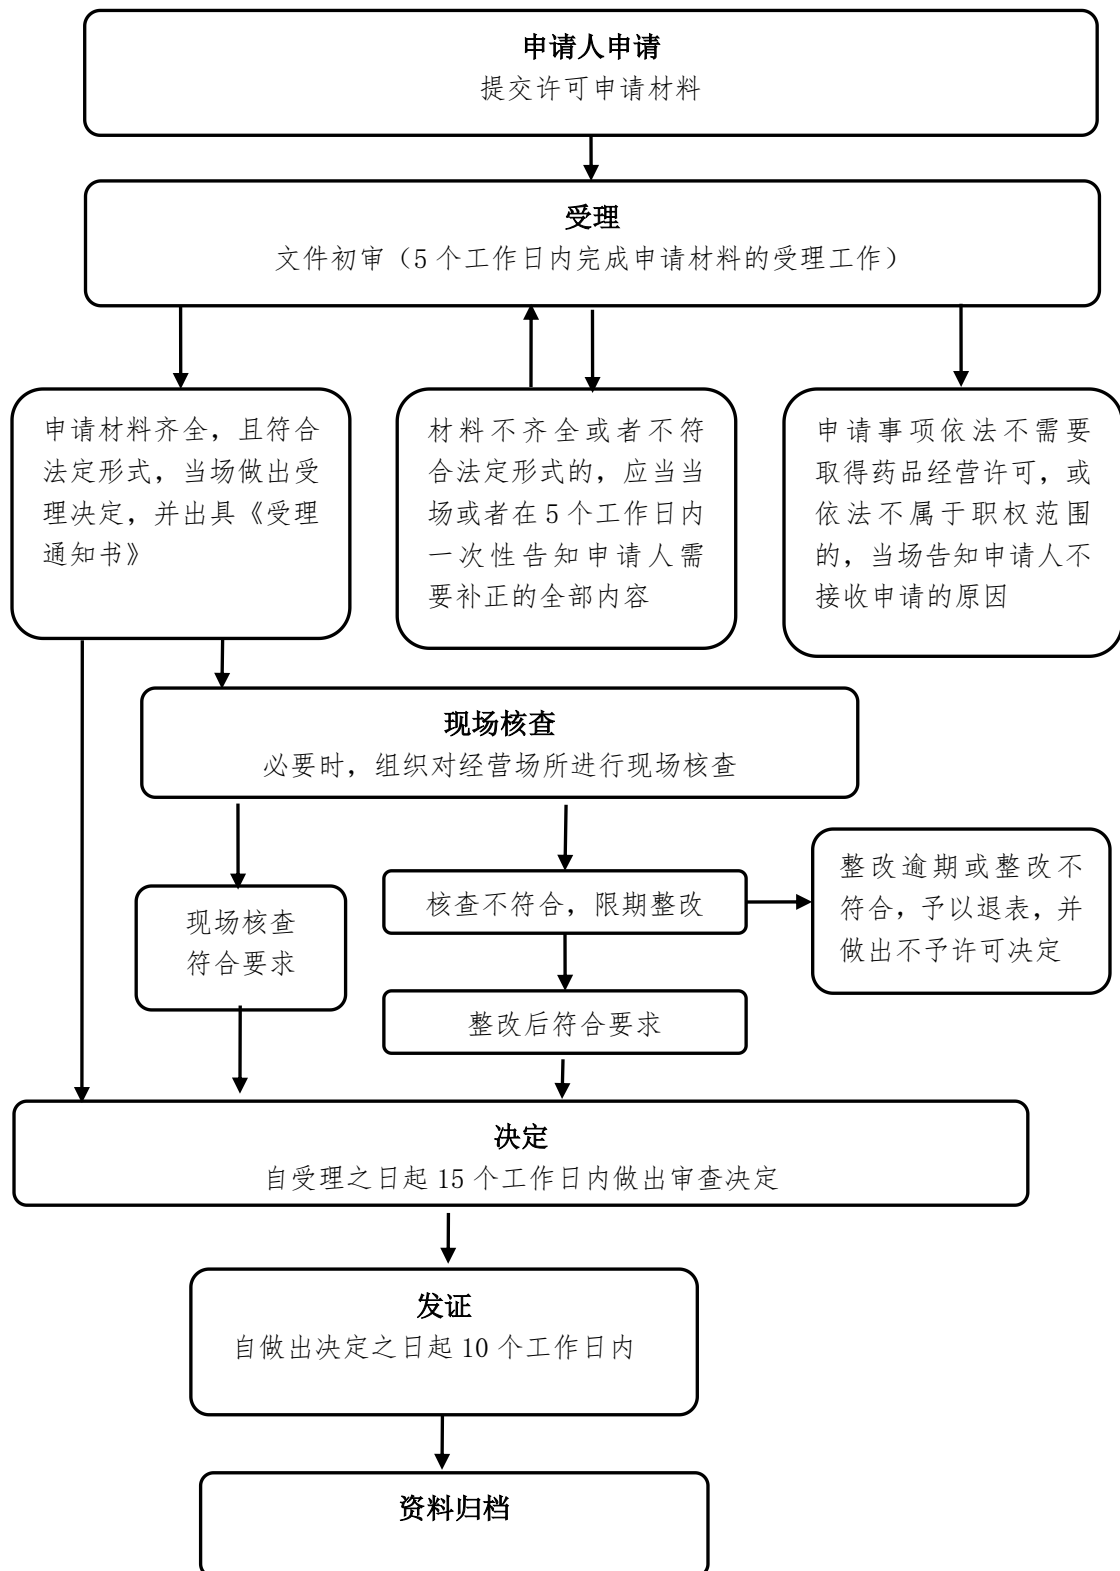 申请人申请
提交许可申请材料
受理
文件初审（5 个工作日内完成申请材料的受理工作）
申请材料齐全，且符合
法定形式，当场做出受
理决定，并出具《受理
通知书》
材料不齐全或者不符
合法定形式的，应当当
场或者在 5 个工作日内
一次性告知申请人需
要补正的全部内容
申请事项依法不需要
取得药品经营许可，或
依法不属于职权范围
的，当场告知申请人不
接收申请的原因
现场核查
必要时，组织对经营场所进行现场核查
现场核查
符合要求
核查不符合，限期整改
整改逾期或整改不
符合，予以退表，并
做出不予许可决定
整改后符合要求
决定
自受理之日起 15 个工作日内做出审查决定
发证
自做出决定之日起 10 个工作日内
资料归档